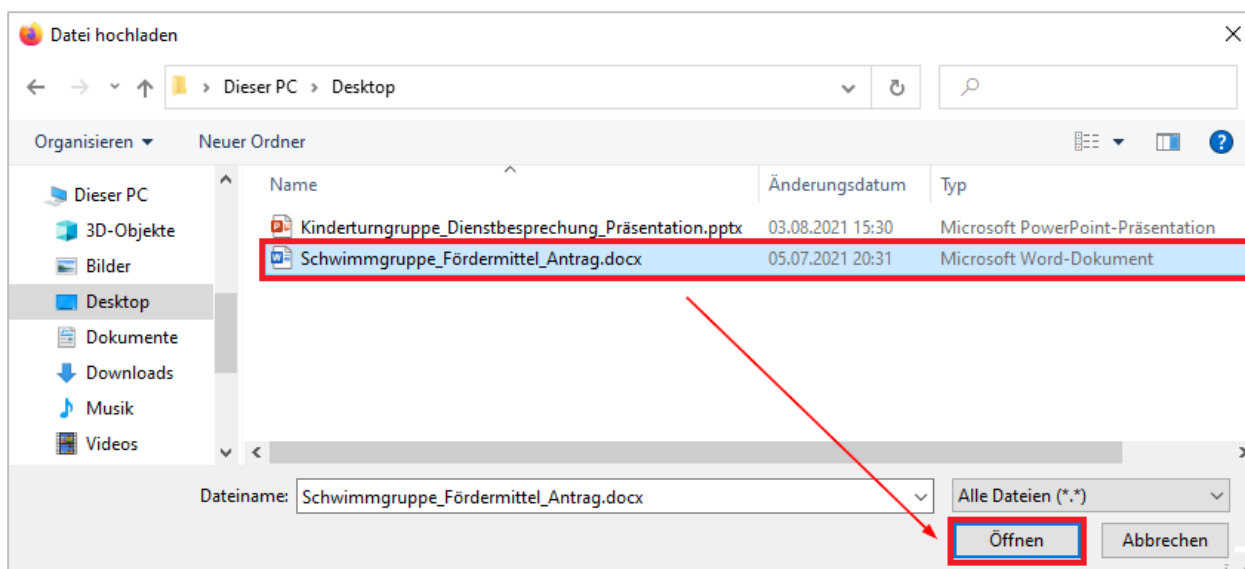 Datei hochladen
Dieser PC > Desktop
Organisieren Neuer Ordner
Name Änderungsdatum Typ
Dieser PC
3D-Objekte
Bilder
Desktop
Dokumente
Downloads
Musik
Videos
Kinderturngruppe_Dienstbesprechung_Präsentation.pptx 03.08.2021 15:30 Microsoft PowerPoint-Präsentation
Schwimmgruppe_Fördermittel_Antrag.docx 05.07.2021 20:31 Microsoft Word-Dokument
Dateiname: Schwimmgruppe_Fördermittel_Antrag.docx Alle Dateien (*.*)
Öffnen Abbrechen